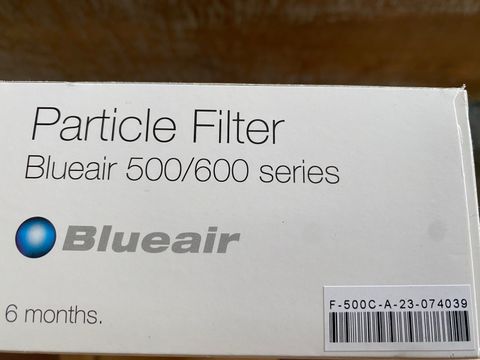 Particle Filter
Blueair 500/600 series
Blueair
6 months.
F-500C-A-23-074039